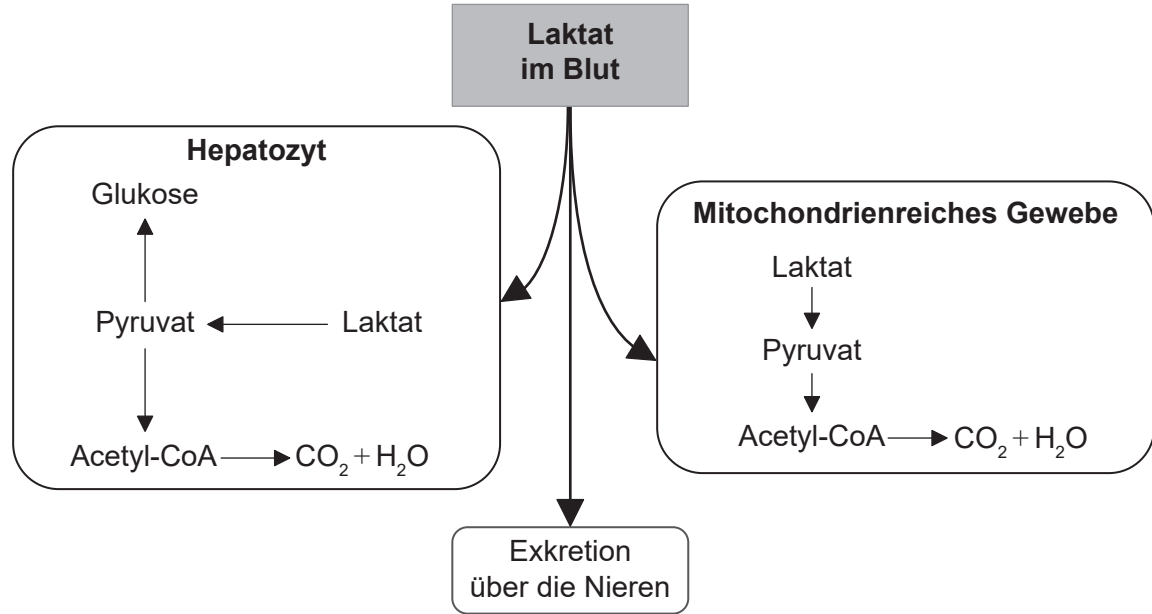 Laktat
im Blut
Hepatozyt
Glukose
Pyruvat
Laktat
Acetyl-CoA
CO₂ + H₂O
Mitochondrienreiches Gewebe
Laktat
Pyruvat
Acetyl-CoA
CO₂ + H₂O
Exkretion
über die Nieren